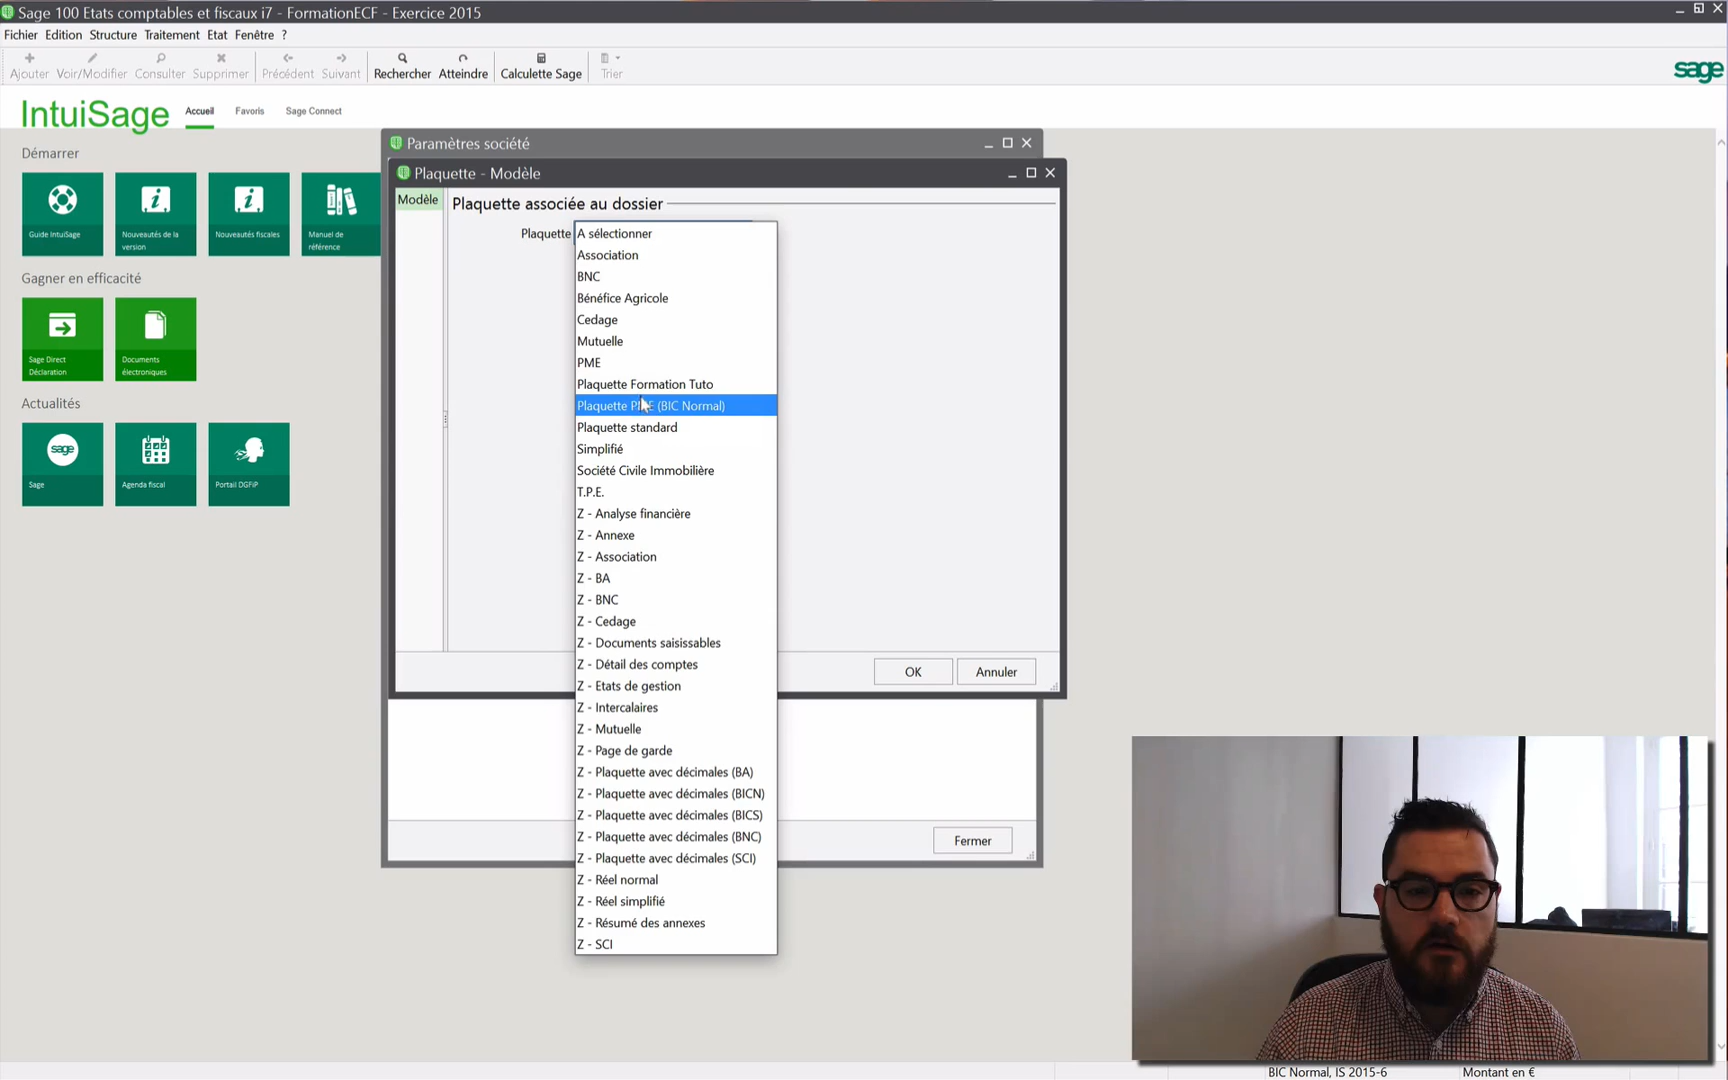 Sage 100 Etats comptables et fiscaux i7 - FormationECF - Exercice 2015
Fichier Edition Structure Traitement Etat Fenêtre ?
Ajouter Voir/Modifier Consulter Supprimer Précédent Suivant Rechercher Atteindre Calculette Sage Trier
sage
IntuiSage Accueil Favoris Sage Connect
Démarrer
Guide IntuiSage
Nouveautés de la version
Nouveautés fiscales
Manuel de référence
Gagner en efficacité
Sage Direct Déclaration
Documents électroniques
Actualités
sage
Sage
Agenda fiscal
Portail DGFiP
Paramètres société
Plaquette - Modèle
Modèle
Plaquette associée au dossier
Plaquette
A sélectionner
Association
BNC
Bénéfice Agricole
Cedage
Mutuelle
PME
Plaquette Formation Tuto
Plaquette PME (BIC Normal)
Plaquette standard
Simplifié
Société Civile Immobilière
T.P.E.
Z - Analyse financière
Z - Annexe
Z - Association
Z - BA
Z - BNC
Z - Cedage
Z - Documents saisissables
Z - Détail des comptes
Z - Etats de gestion
Z - Intercalaires
Z - Mutuelle
Z - Page de garde
Z - Plaquette avec décimales (BA)
Z - Plaquette avec décimales (BICN)
Z - Plaquette avec décimales (BICS)
Z - Plaquette avec décimales (BNC)
Z - Plaquette avec décimales (SCI)
Z - Réel normal
Z - Réel simplifié
Z - Résumé des annexes
Z - SCI
OK Annuler
Fermer
BIC Normal, IS 2015-6 Montant en €